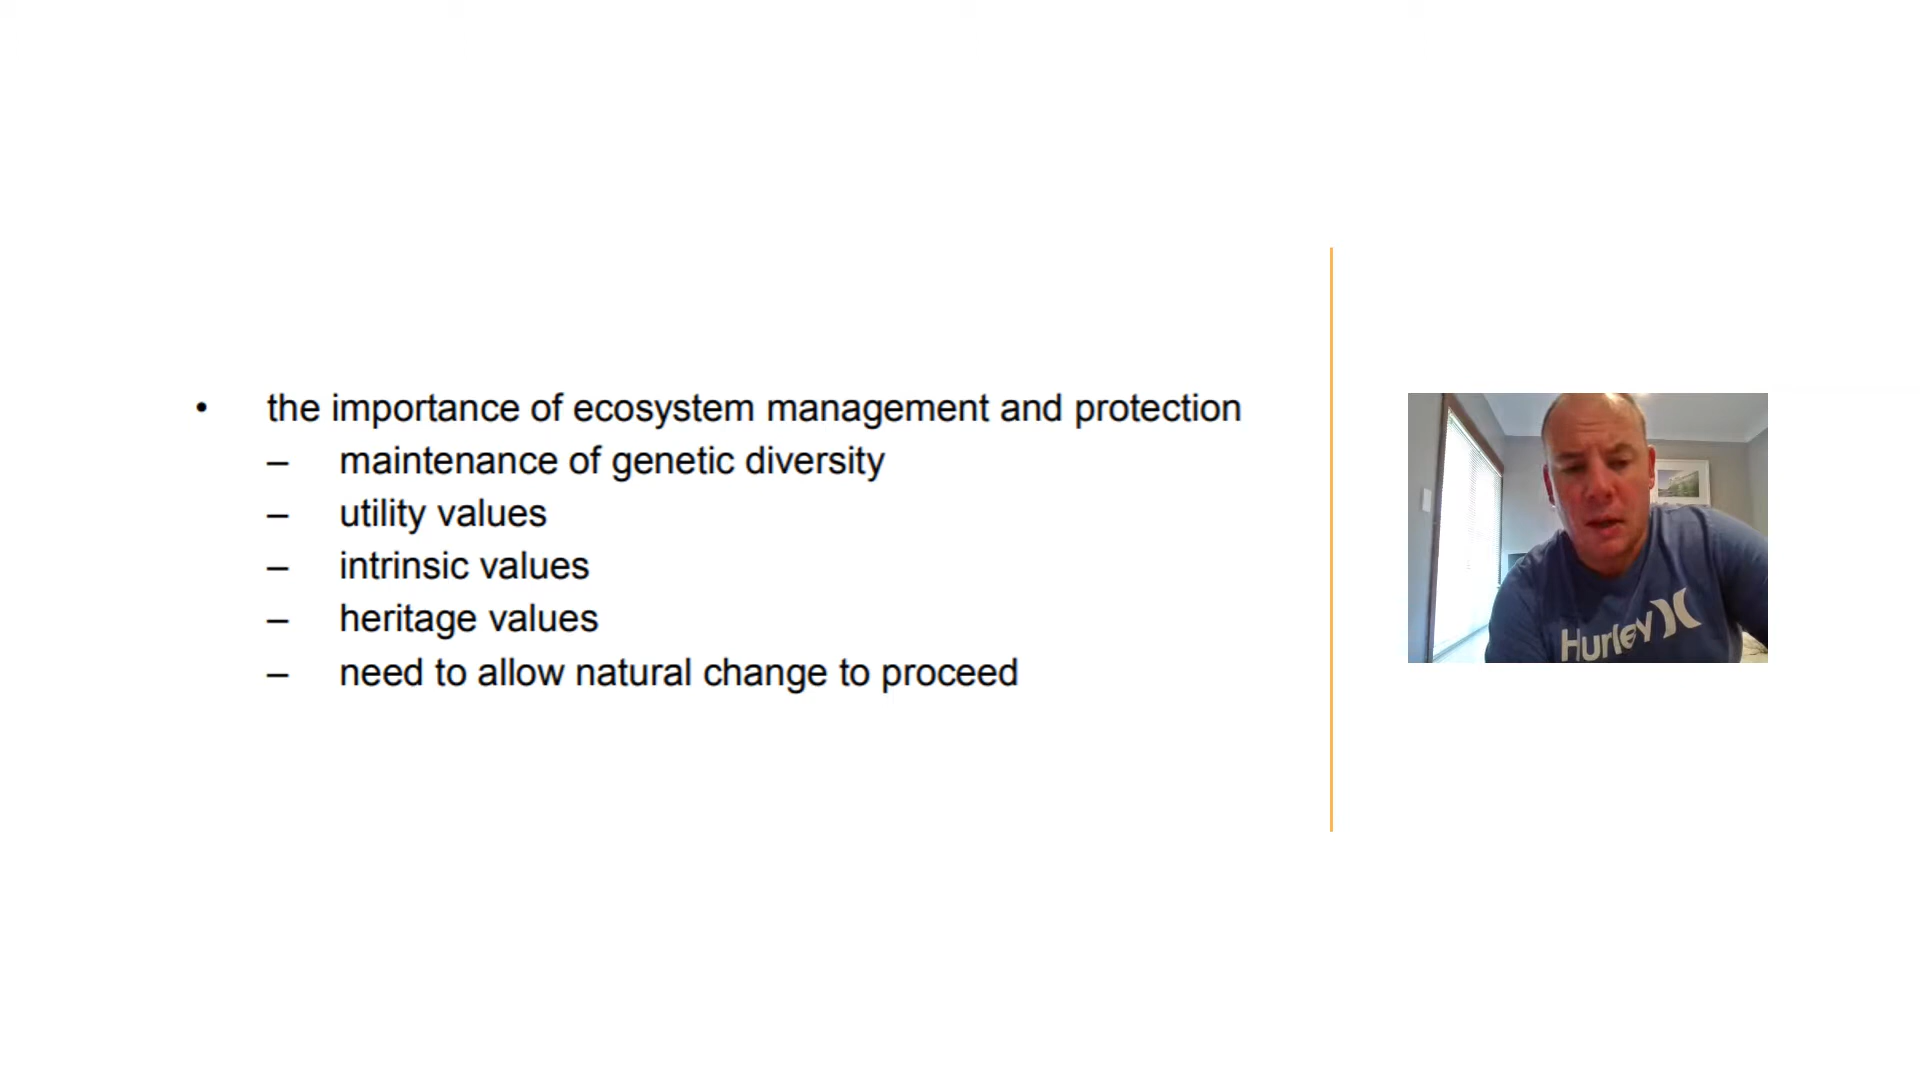 • the importance of ecosystem management and protection
– maintenance of genetic diversity
– utility values
– intrinsic values
– heritage values
– need to allow natural change to proceed
Hurley